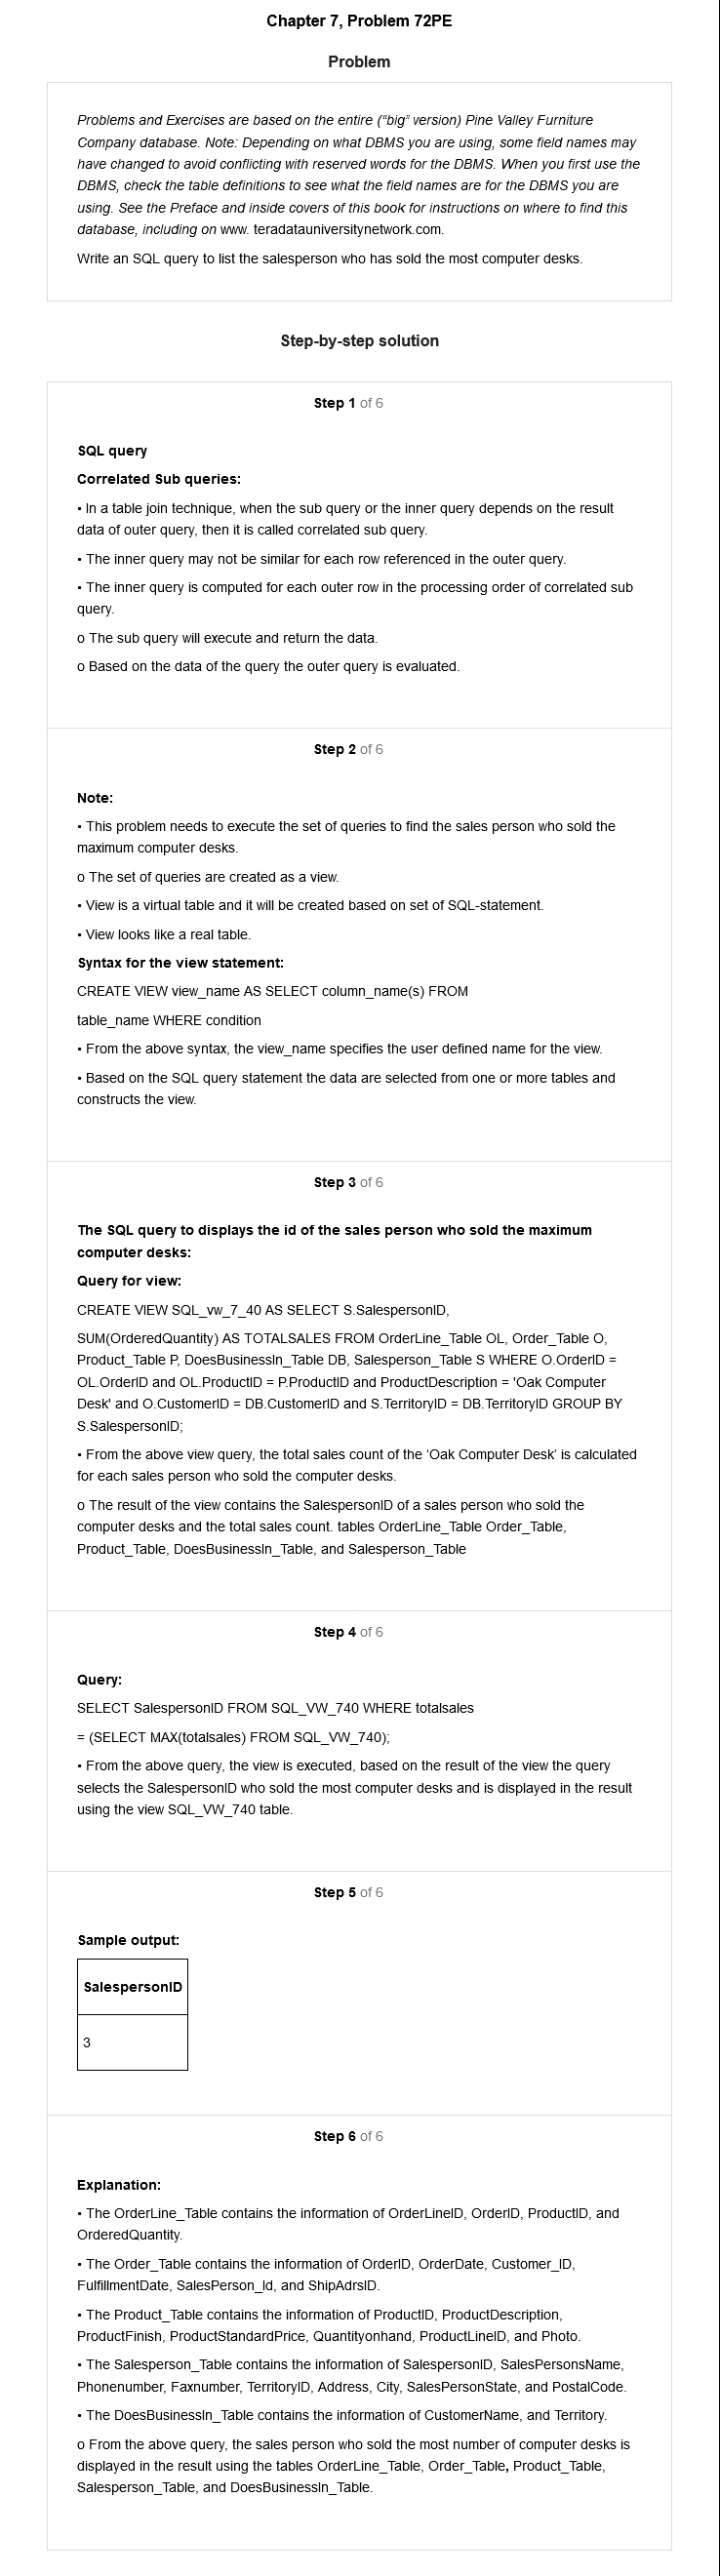 Chapter 7, Problem 72PE
Problem
Problems and Exercises are based on the entire (“big” version) Pine Valley Furniture
Company database. Note: Depending on what DBMS you are using, some field names may
have changed to avoid conflicting with reserved words for the DBMS. When you first use the
DBMS, check the table definitions to see what the field names are for the DBMS you are
using. See the Preface and inside covers of this book for instructions on where to find this
database, including on www. teradatauniversitynetwork.com.
Write an SQL query to list the salesperson who has sold the most computer desks.
Step-by-step solution
Step 1 of 6
SQL query
Correlated Sub queries:
• In a table join technique, when the sub query or the inner query depends on the result
data of outer query, then it is called correlated sub query.
• The inner query may not be similar for each row referenced in the outer query.
• The inner query is computed for each outer row in the processing order of correlated sub
query.
o The sub query will execute and return the data.
o Based on the data of the query the outer query is evaluated.
Step 2 of 6
Note:
• This problem needs to execute the set of queries to find the sales person who sold the
maximum computer desks.
o The set of queries are created as a view.
• View is a virtual table and it will be created based on set of SQL-statement.
• View looks like a real table.
Syntax for the view statement:
CREATE VIEW view_name AS SELECT column_name(s) FROM
table_name WHERE condition
• From the above syntax, the view_name specifies the user defined name for the view.
• Based on the SQL query statement the data are selected from one or more tables and
constructs the view.
Step 3 of 6
The SQL query to displays the id of the sales person who sold the maximum
computer desks:
Query for view:
CREATE VIEW SQL_vw_7_40 AS SELECT S.SalespersonID,
SUM(OrderedQuantity) AS TOTALSALES FROM OrderLine_Table OL, Order_Table O,
Product_Table P, DoesBusinessIn_Table DB, Salesperson_Table S WHERE O.OrderID =
OL.OrderID and OL.ProductID = P.ProductID and ProductDescription = 'Oak Computer
Desk' and O.CustomerID = DB.CustomerID and S.TerritoryID = DB.TerritoryID GROUP BY
S.SalespersonID;
• From the above view query, the total sales count of the ‘Oak Computer Desk’ is calculated
for each sales person who sold the computer desks.
o The result of the view contains the SalespersonID of a sales person who sold the
computer desks and the total sales count. tables OrderLine_Table Order_Table,
Product_Table, DoesBusinessIn_Table, and Salesperson_Table
Step 4 of 6
Query:
SELECT SalespersonID FROM SQL_VW_740 WHERE totalsales
= (SELECT MAX(totalsales) FROM SQL_VW_740);
• From the above query, the view is executed, based on the result of the view the query
selects the SalespersonID who sold the most computer desks and is displayed in the result
using the view SQL_VW_740 table.
Step 5 of 6
Sample output:
SalespersonID
3
Step 6 of 6
Explanation:
• The OrderLine_Table contains the information of OrderLineID, OrderID, ProductID, and
OrderedQuantity.
• The Order_Table contains the information of OrderID, OrderDate, Customer_ID,
FulfillmentDate, SalesPerson_Id, and ShipAdrsID.
• The Product_Table contains the information of ProductID, ProductDescription,
ProductFinish, ProductStandardPrice, Quantityonhand, ProductLineID, and Photo.
• The Salesperson_Table contains the information of SalespersonID, SalesPersonsName,
Phonenumber, Faxnumber, TerritoryID, Address, City, SalesPersonState, and PostalCode.
• The DoesBusinessIn_Table contains the information of CustomerName, and Territory.
o From the above query, the sales person who sold the most number of computer desks is
displayed in the result using the tables OrderLine_Table, Order_Table, Product_Table,
Salesperson_Table, and DoesBusinessIn_Table.